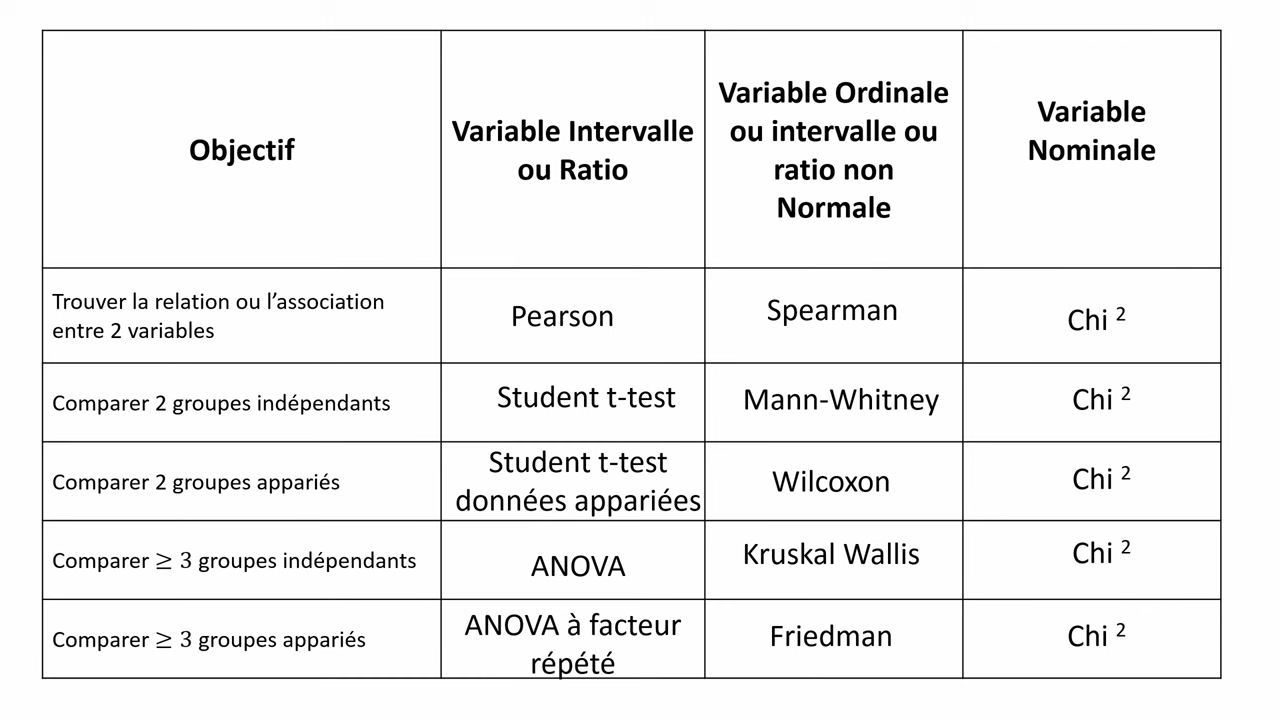 Objectif
Variable Intervalle
ou Ratio
Variable Ordinale
ou intervalle ou
ratio non
Normale
Variable
Nominale
Trouver la relation ou l’association
entre 2 variables
Pearson
Spearman
Chi ²
Comparer 2 groupes indépendants
Student t-test
Mann-Whitney
Chi ²
Comparer 2 groupes appariés
Student t-test
données appariées
Wilcoxon
Chi ²
Comparer ≥ 3 groupes indépendants
ANOVA
Kruskal Wallis
Chi ²
Comparer ≥ 3 groupes appariés
ANOVA à facteur
répété
Friedman
Chi ²